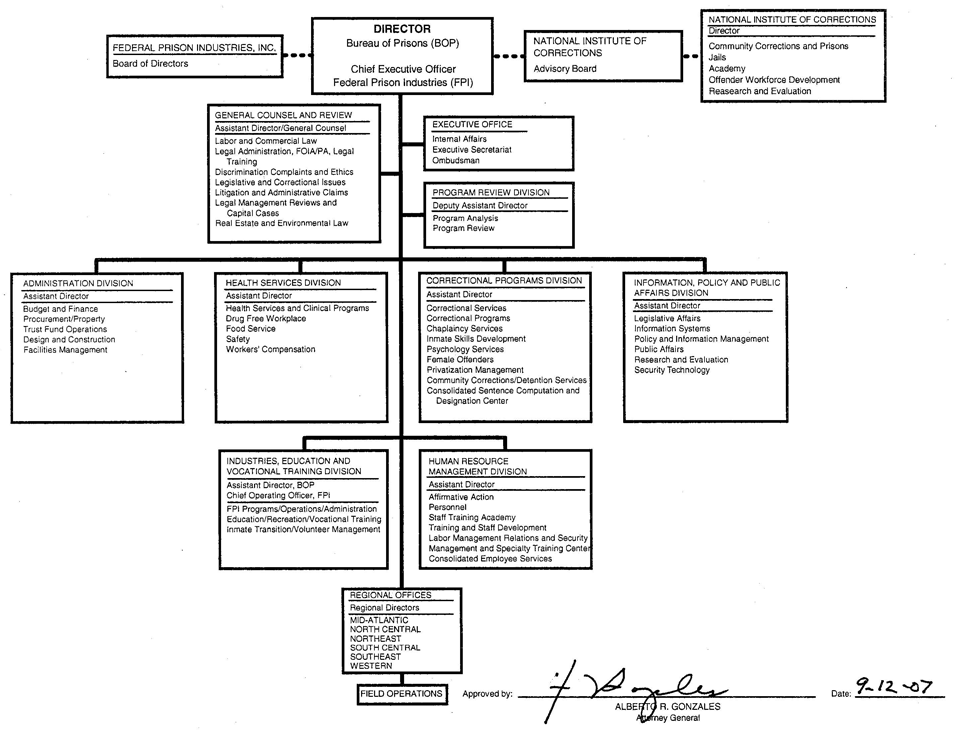 DIRECTOR
Bureau of Prisons (BOP)
Chief Executive Officer
Federal Prison Industries (FPI)
FEDERAL PRISON INDUSTRIES, INC.
Board of Directors
NATIONAL INSTITUTE OF
CORRECTIONS
Advisory Board
NATIONAL INSTITUTE OF CORRECTIONS
Director
Community Corrections and Prisons
Jails
Academy
Offender Workforce Development
Reasearch and Evaluation
GENERAL COUNSEL AND REVIEW
Assistant Director/General Counsel
Labor and Commercial Law
Legal Administration, FOIA/PA, Legal
Training
Discrimination Complaints and Ethics
Legislative and Correctional Issues
Litigation and Administrative Claims
Legal Management Reviews and
Capital Cases
Real Estate and Environmental Law
EXECUTIVE OFFICE
Internal Affairs
Executive Secretariat
Ombudsman
PROGRAM REVIEW DIVISION
Deputy Assistant Director
Program Analysis
Program Review
ADMINISTRATION DIVISION
Assistant Director
Budget and Finance
Procurement/Property
Trust Fund Operations
Design and Construction
Facilities Management
HEALTH SERVICES DIVISION
Assistant Director
Health Services and Clinical Programs
Drug Free Workplace
Food Service
Safety
Workers' Compensation
CORRECTIONAL PROGRAMS DIVISION
Assistant Director
Correctional Services
Correctional Programs
Chaplaincy Services
Inmate Skills Development
Psychology Services
Female Offenders
Privatization Management
Community Corrections/Detention Services
Consolidated Sentence Computation and
Designation Center
INFORMATION, POLICY AND PUBLIC
AFFAIRS DIVISION
Assistant Director
Legislative Affairs
Information Systems
Policy and Information Management
Public Affairs
Research and Evaluation
Security Technology
INDUSTRIES, EDUCATION AND
VOCATIONAL TRAINING DIVISION
Assistant Director, BOP
Chief Operating Officer, FPI
FPI Programs/Operations/Administration
Education/Recreation/Vocational Training
Inmate Transition/Volunteer Management
HUMAN RESOURCE
MANAGEMENT DIVISION
Assistant Director
Affirmative Action
Personnel
Staff Training Academy
Training and Staff Development
Labor Management Relations and Security
Management and Specialty Training Center
Consolidated Employee Services
REGIONAL OFFICES
Regional Directors
MID-ATLANTIC
NORTH CENTRAL
NORTHEAST
SOUTH CENTRAL
SOUTHEAST
WESTERN
FIELD OPERATIONS
Approved by:
ALBERTO R. GONZALES
Attorney General
Date: 9-12-07